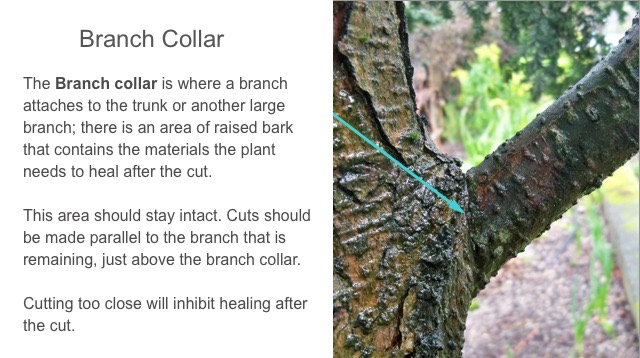 Branch Collar
The Branch collar is where a branch
attaches to the trunk or another large
branch; there is an area of raised bark
that contains the materials the plant
needs to heal after the cut.
This area should stay intact. Cuts should
be made parallel to the branch that is
remaining, just above the branch collar.
Cutting too close will inhibit healing after
the cut.